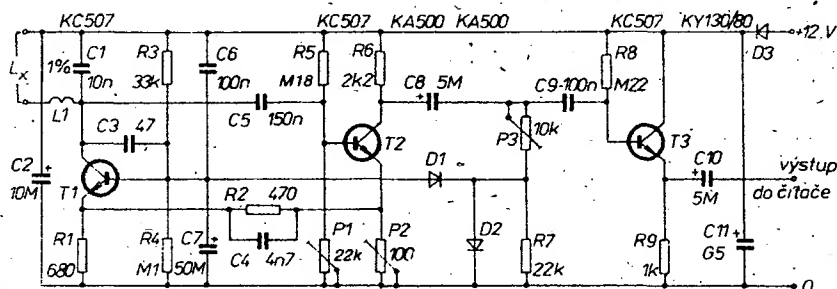 KC507 KC507 KA500 KA500 KC507 KY130/80
Lx
1%
C1
10n
R3
33k
C6
100n
R5
M18
R6
2k2
C8 5M
C9 100n
R8
M22
D3
+12 V
L1
C5 150n
C3 47
T2
P3 10k
T3
C2
10M
T1
D1
C10
5M
výstup
do čítače
R2 470
C4 4n7
D2
R1
680
R4
M1
C7
50M
P1
22k
P2
100
R7
22k
R9
1k
C11
G5
0